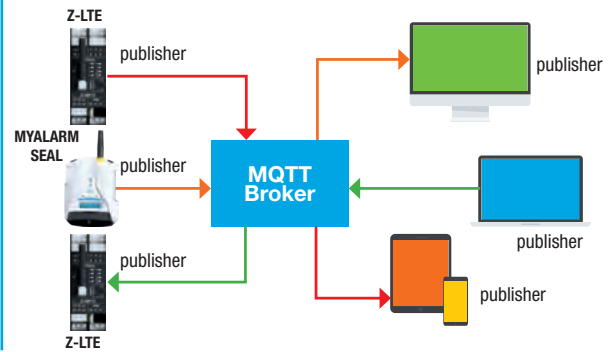 Z-LTE
publisher
publisher
MYALARM
SEAL
publisher
MQTT
Broker
publisher
publisher
publisher
Z-LTE